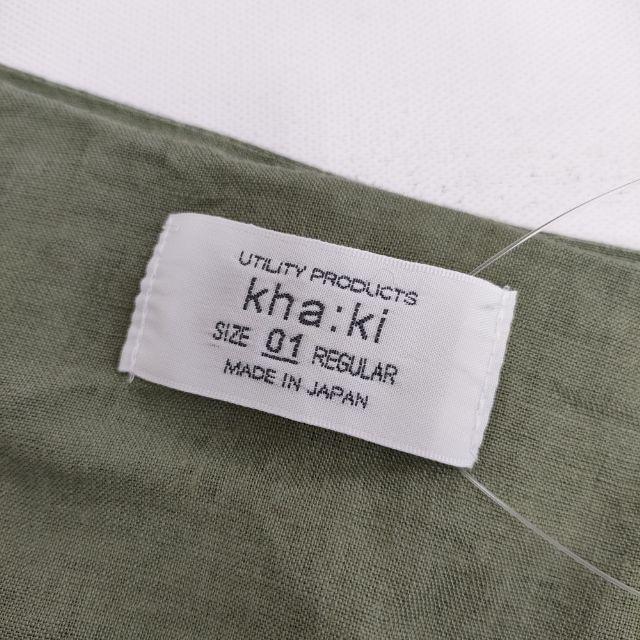 UTILITY PRODUCTS
kha:ki
SIZE 01 REGULAR
MADE IN JAPAN